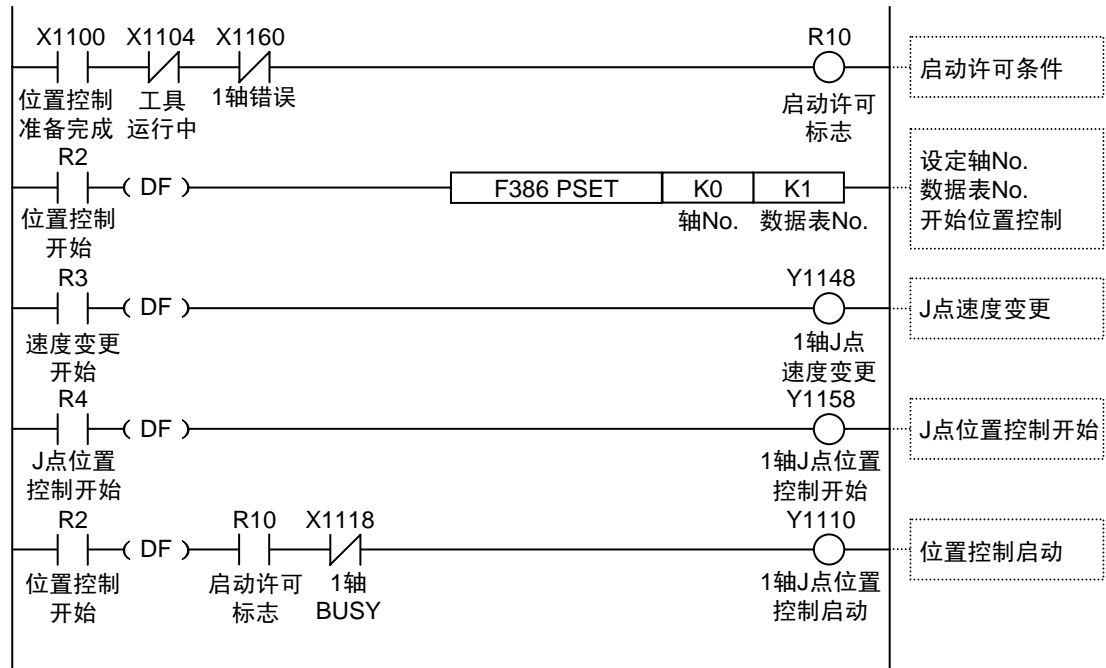 X1100 X1104 X1160 R10
位置控制
准备完成
工具
运行中
1轴错误
启动许可
标志
启动许可条件
R2
( DF )
F386 PSET K0 K1
位置控制
开始
轴No. 数据表No.
设定轴No.
数据表No.
开始位置控制
R3 Y1148
( DF )
速度变更
开始
1轴J点
速度变更
J点速度变更
R4 Y1158
( DF )
J点位置
控制开始
1轴J点位置
控制开始
J点位置控制开始
R2 R10 X1118 Y1110
( DF )
位置控制
开始
启动许可
标志
1轴
BUSY
1轴J点位置
控制启动
位置控制启动